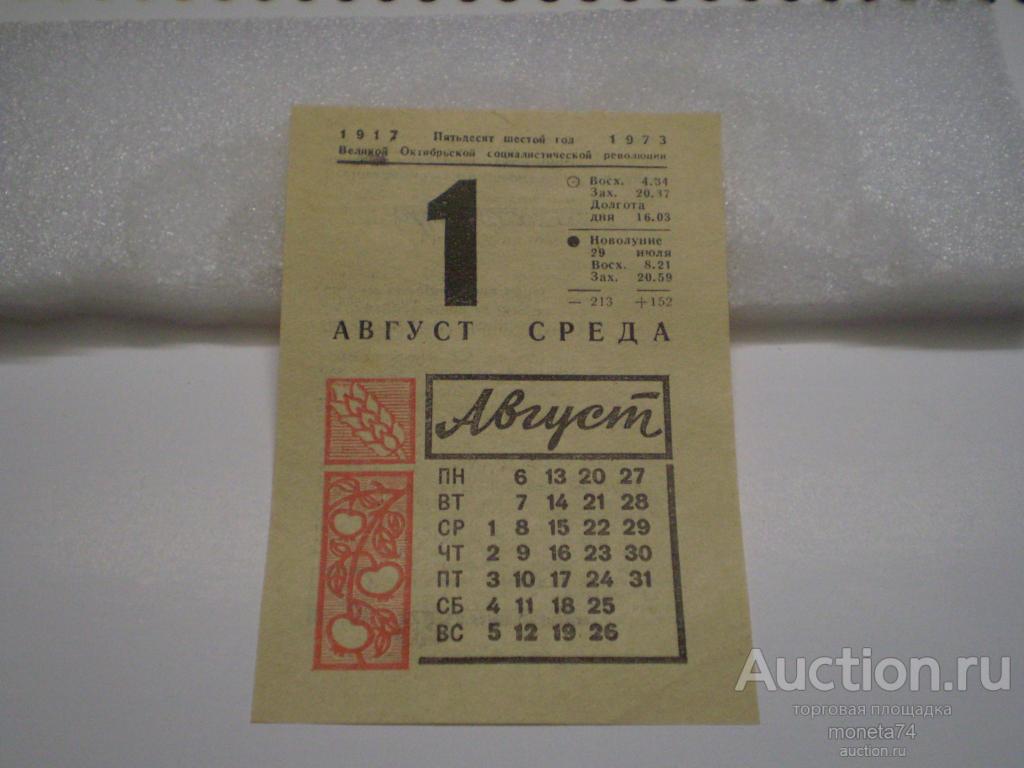 1917 Пятьдесят шестой год 1973
Великой Октябрьской социалистической революции
1
Восх. 4.34
Зах. 20.37
Долгота
дня 16.03
Новолуние
29 июля
Восх. 8.21
Зах. 20.59
— 213 +152
АВГУСТ СРЕДА
Август
ПН 6 13 20 27
ВТ 7 14 21 28
СР 1 8 15 22 29
ЧТ 2 9 16 23 30
ПТ 3 10 17 24 31
СБ 4 11 18 25
ВС 5 12 19 26
Auction.ru
торговая площадка
moneta74
auction.ru